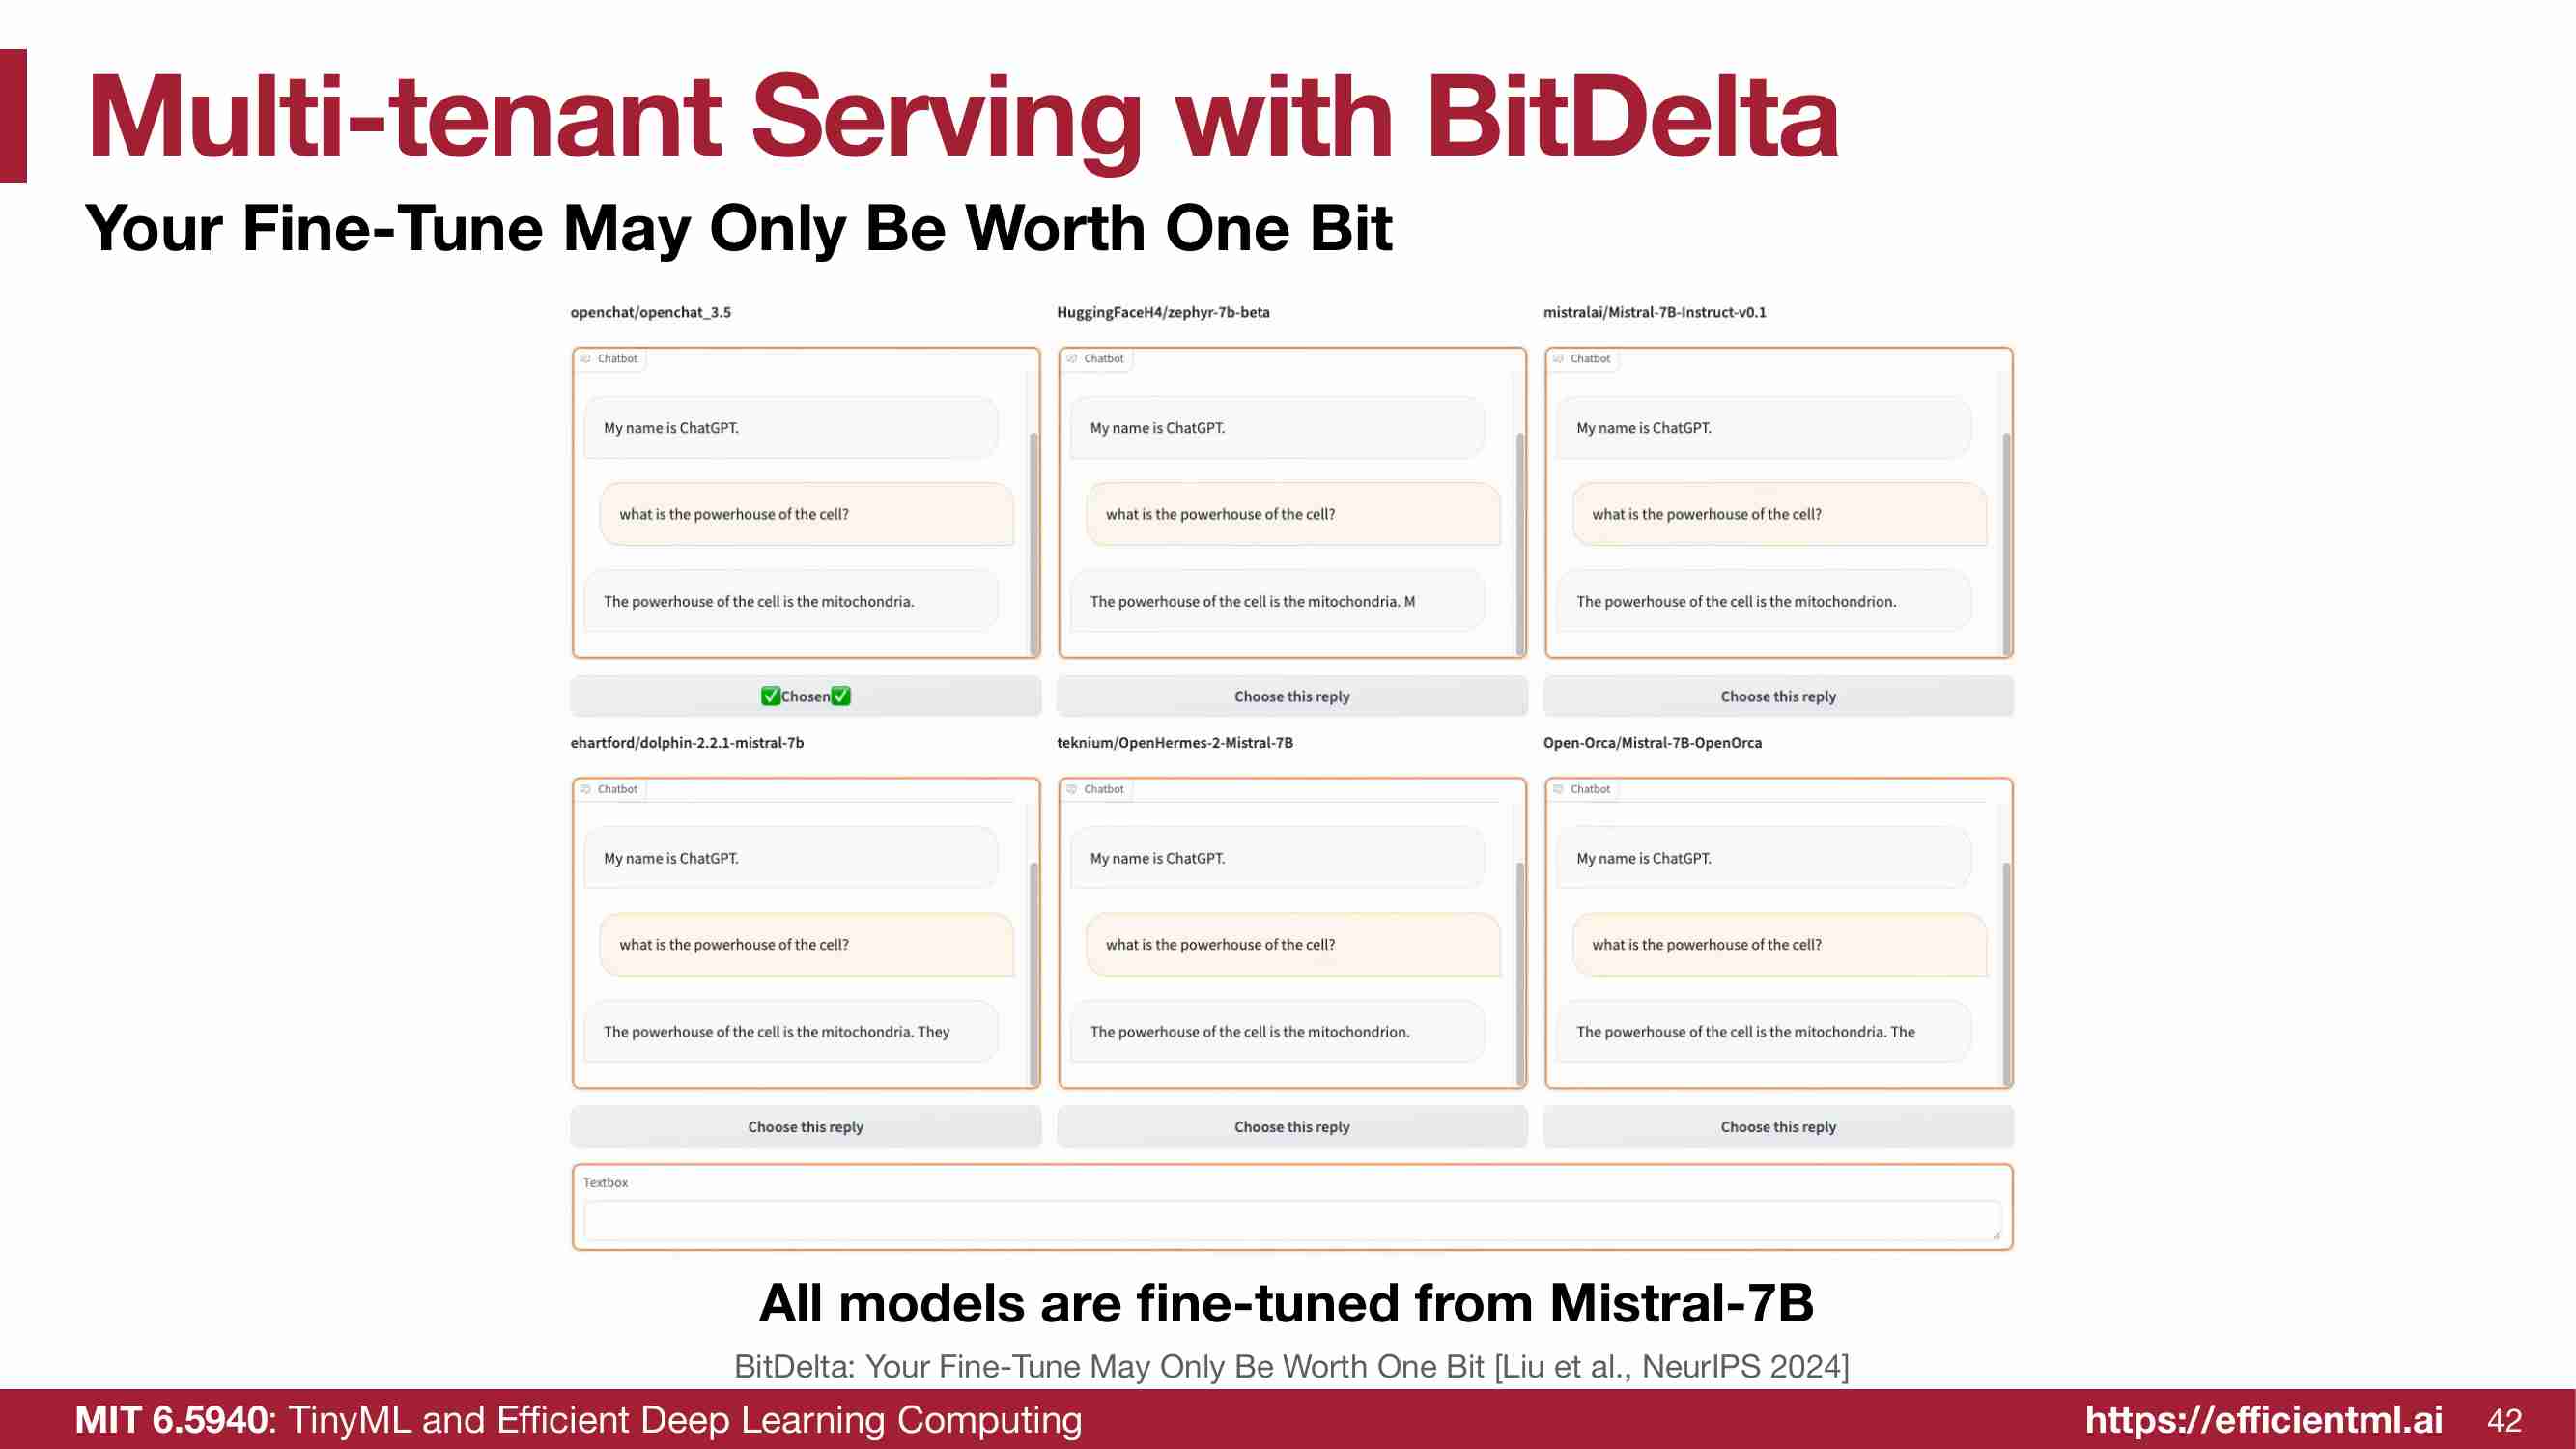 Multi-tenant Serving with BitDelta
Your Fine-Tune May Only Be Worth One Bit
openchat/openchat_3.5
Chatbot
My name is ChatGPT.
what is the powerhouse of the cell?
The powerhouse of the cell is the mitochondria.
✅Chosen✅
HuggingFaceH4/zephyr-7b-beta
Chatbot
My name is ChatGPT.
what is the powerhouse of the cell?
The powerhouse of the cell is the mitochondria. M
Choose this reply
mistralai/Mistral-7B-Instruct-v0.1
Chatbot
My name is ChatGPT.
what is the powerhouse of the cell?
The powerhouse of the cell is the mitochondrion.
Choose this reply
ehartford/dolphin-2.2.1-mistral-7b
Chatbot
My name is ChatGPT.
what is the powerhouse of the cell?
The powerhouse of the cell is the mitochondria. They
Choose this reply
teknium/OpenHermes-2-Mistral-7B
Chatbot
My name is ChatGPT.
what is the powerhouse of the cell?
The powerhouse of the cell is the mitochondrion.
Choose this reply
Open-Orca/Mistral-7B-OpenOrca
Chatbot
My name is ChatGPT.
what is the powerhouse of the cell?
The powerhouse of the cell is the mitochondria. The
Choose this reply
Textbox
All models are fine-tuned from Mistral-7B
BitDelta: Your Fine-Tune May Only Be Worth One Bit [Liu et al., NeurIPS 2024]
MIT 6.5940: TinyML and Efficient Deep Learning Computing
https://efficientml.ai
42